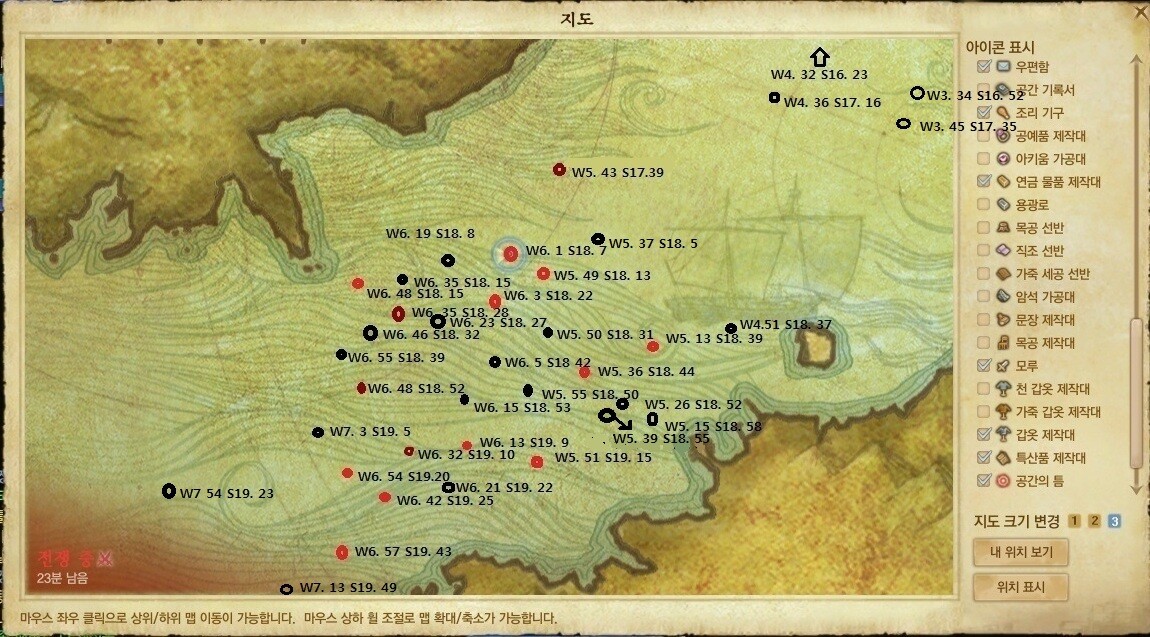 지도
W4. 32 S16. 23
W4. 36 S17. 16
W3. 34 S16. 52
W3. 45 S17. 35
W5. 43 S17.39
W6. 19 S18. 8
W6. 1 S18. 7
W5. 37 S18. 5
W6. 35 S18. 15
W5. 49 S18. 13
W6. 48 S18. 15
W6. 3 S18. 22
W6. 35 S18. 28
W6. 23 S18. 27
W6. 46 S18. 32
W5. 50 S18. 31
W4.51 S18. 37
W5. 13 S18. 39
W6. 55 S18. 39
W6. 5 S18 42
W5. 36 S18. 44
W6. 48 S18. 52
W5. 55 S18. 50
W6. 15 S18. 53
W5. 26 S18. 52
W5. 15 S18. 58
W5. 39 S18. 55
W7. 3 S19. 5
W6. 13 S19. 9
W6. 32 S19. 10
W5. 51 S19. 15
W6. 54 S19.20
W6. 21 S19. 22
W7 54 S19. 23
W6. 42 S19. 25
W6. 57 S19. 43
W7. 13 S19. 49
전쟁 중
23분 남음
아이콘 표시
우편함
공간 기록서
조리 기구
공예품 제작대
아키움 가공대
연금 물품 제작대
용광로
목공 선반
직조 선반
가죽 세공 선반
암석 가공대
문장 제작대
목공 제작대
모루
천 갑옷 제작대
가죽 갑옷 제작대
갑옷 제작대
특산품 제작대
공간의 틈
지도 크기 변경 1 2 3
내 위치 보기
위치 표시
마우스 좌우 클릭으로 상위/하위 맵 이동이 가능합니다. 마우스 상하 휠 조절로 맵 확대/축소가 가능합니다.